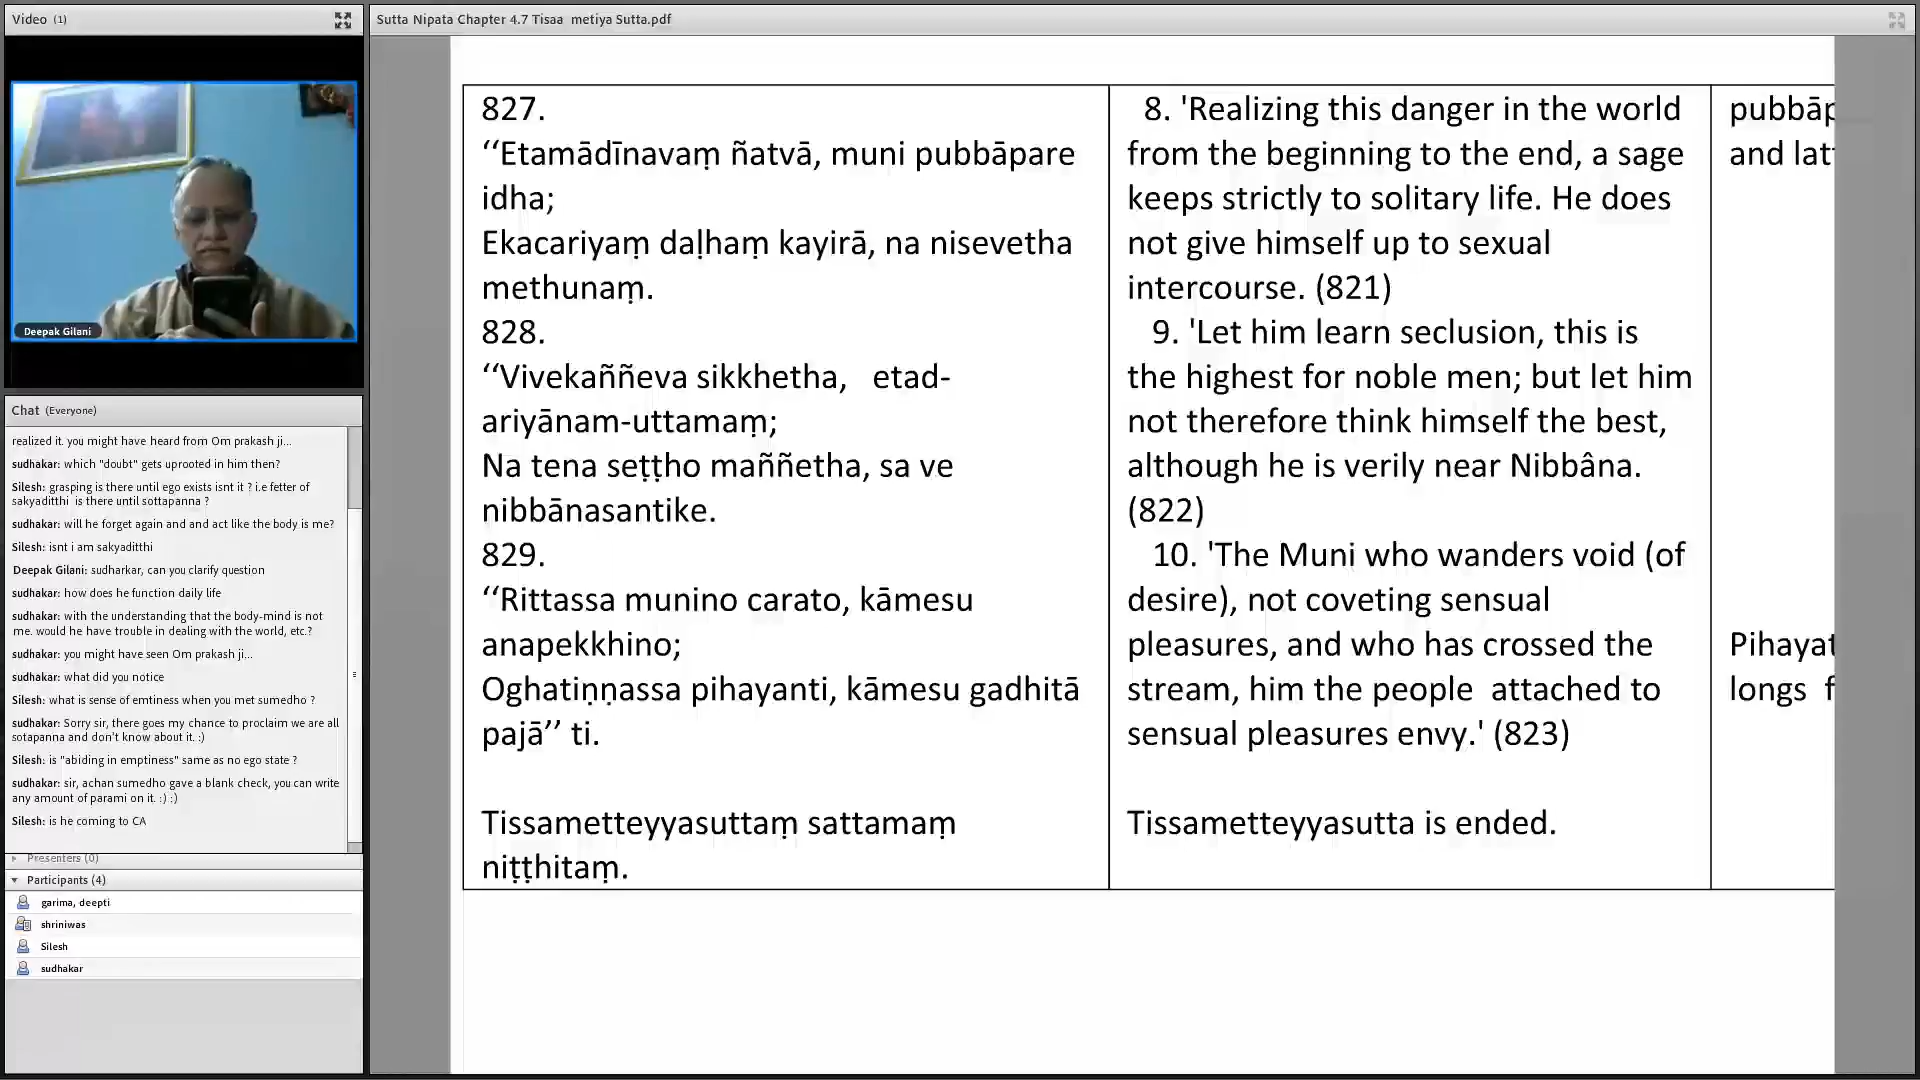 Video (1)
Deepak Gilani
Chat (Everyone)
realized it. you might have heard from Om prakash ji...
sudhakar: which "doubt" gets uprooted in him then?
Silesh: grasping is there until ego exists isnt it ? i.e fetter of
sakyaditthi is there until sottapanna ?
sudhakar: will he forget again and and act like the body is me?
Silesh: isnt i am sakyaditthi
Deepak Gilani: sudharkar, can you clarify question
sudhakar: how does he function daily life
sudhakar: with the understanding that the body-mind is not
me. would he have trouble in dealing with the world, etc.?
sudhakar: you might have seen Om prakash ji...
sudhakar: what did you notice
Silesh: what is sense of emtiness when you met sumedho ?
sudhakar: Sorry sir, there goes my chance to proclaim we are all
sotapanna and don't know about it. :)
Silesh: is "abiding in emptiness" same as no ego state ?
sudhakar: sir, achan sumedho gave a blank check, you can write
any amount of parami on it. :) :)
Silesh: is he coming to CA
Presenters (0)
Participants (4)
garima, deepti
shriniwas
Silesh
sudhakar
Sutta Nipata Chapter 4.7 Tisaa metiya Sutta.pdf
827.
‘‘Etamādīnavaṃ ñatvā, muni pubbāpare
idha;
Ekacariyaṃ daḷhaṃ kayirā, na nisevetha
methunaṃ.
828.
‘‘Vivekaññeva sikkhetha, etad-
ariyānam-uttamaṃ;
Na tena seṭṭho maññetha, sa ve
nibbānasantike.
829.
‘‘Rittassa munino carato, kāmesu
anapekkhino;
Oghatiṇṇassa pihayanti, kāmesu gadhitā
pajā’’ ti.
Tissametteyyasuttaṃ sattamaṃ
niṭṭhitaṃ.
8. 'Realizing this danger in the world
from the beginning to the end, a sage
keeps strictly to solitary life. He does
not give himself up to sexual
intercourse. (821)
9. 'Let him learn seclusion, this is
the highest for noble men; but let him
not therefore think himself the best,
although he is verily near Nibbâna.
(822)
10. 'The Muni who wanders void (of
desire), not coveting sensual
pleasures, and who has crossed the
stream, him the people attached to
sensual pleasures envy.' (823)
Tissametteyyasutta is ended.
pubbāp
and lat
Pihayat
longs f